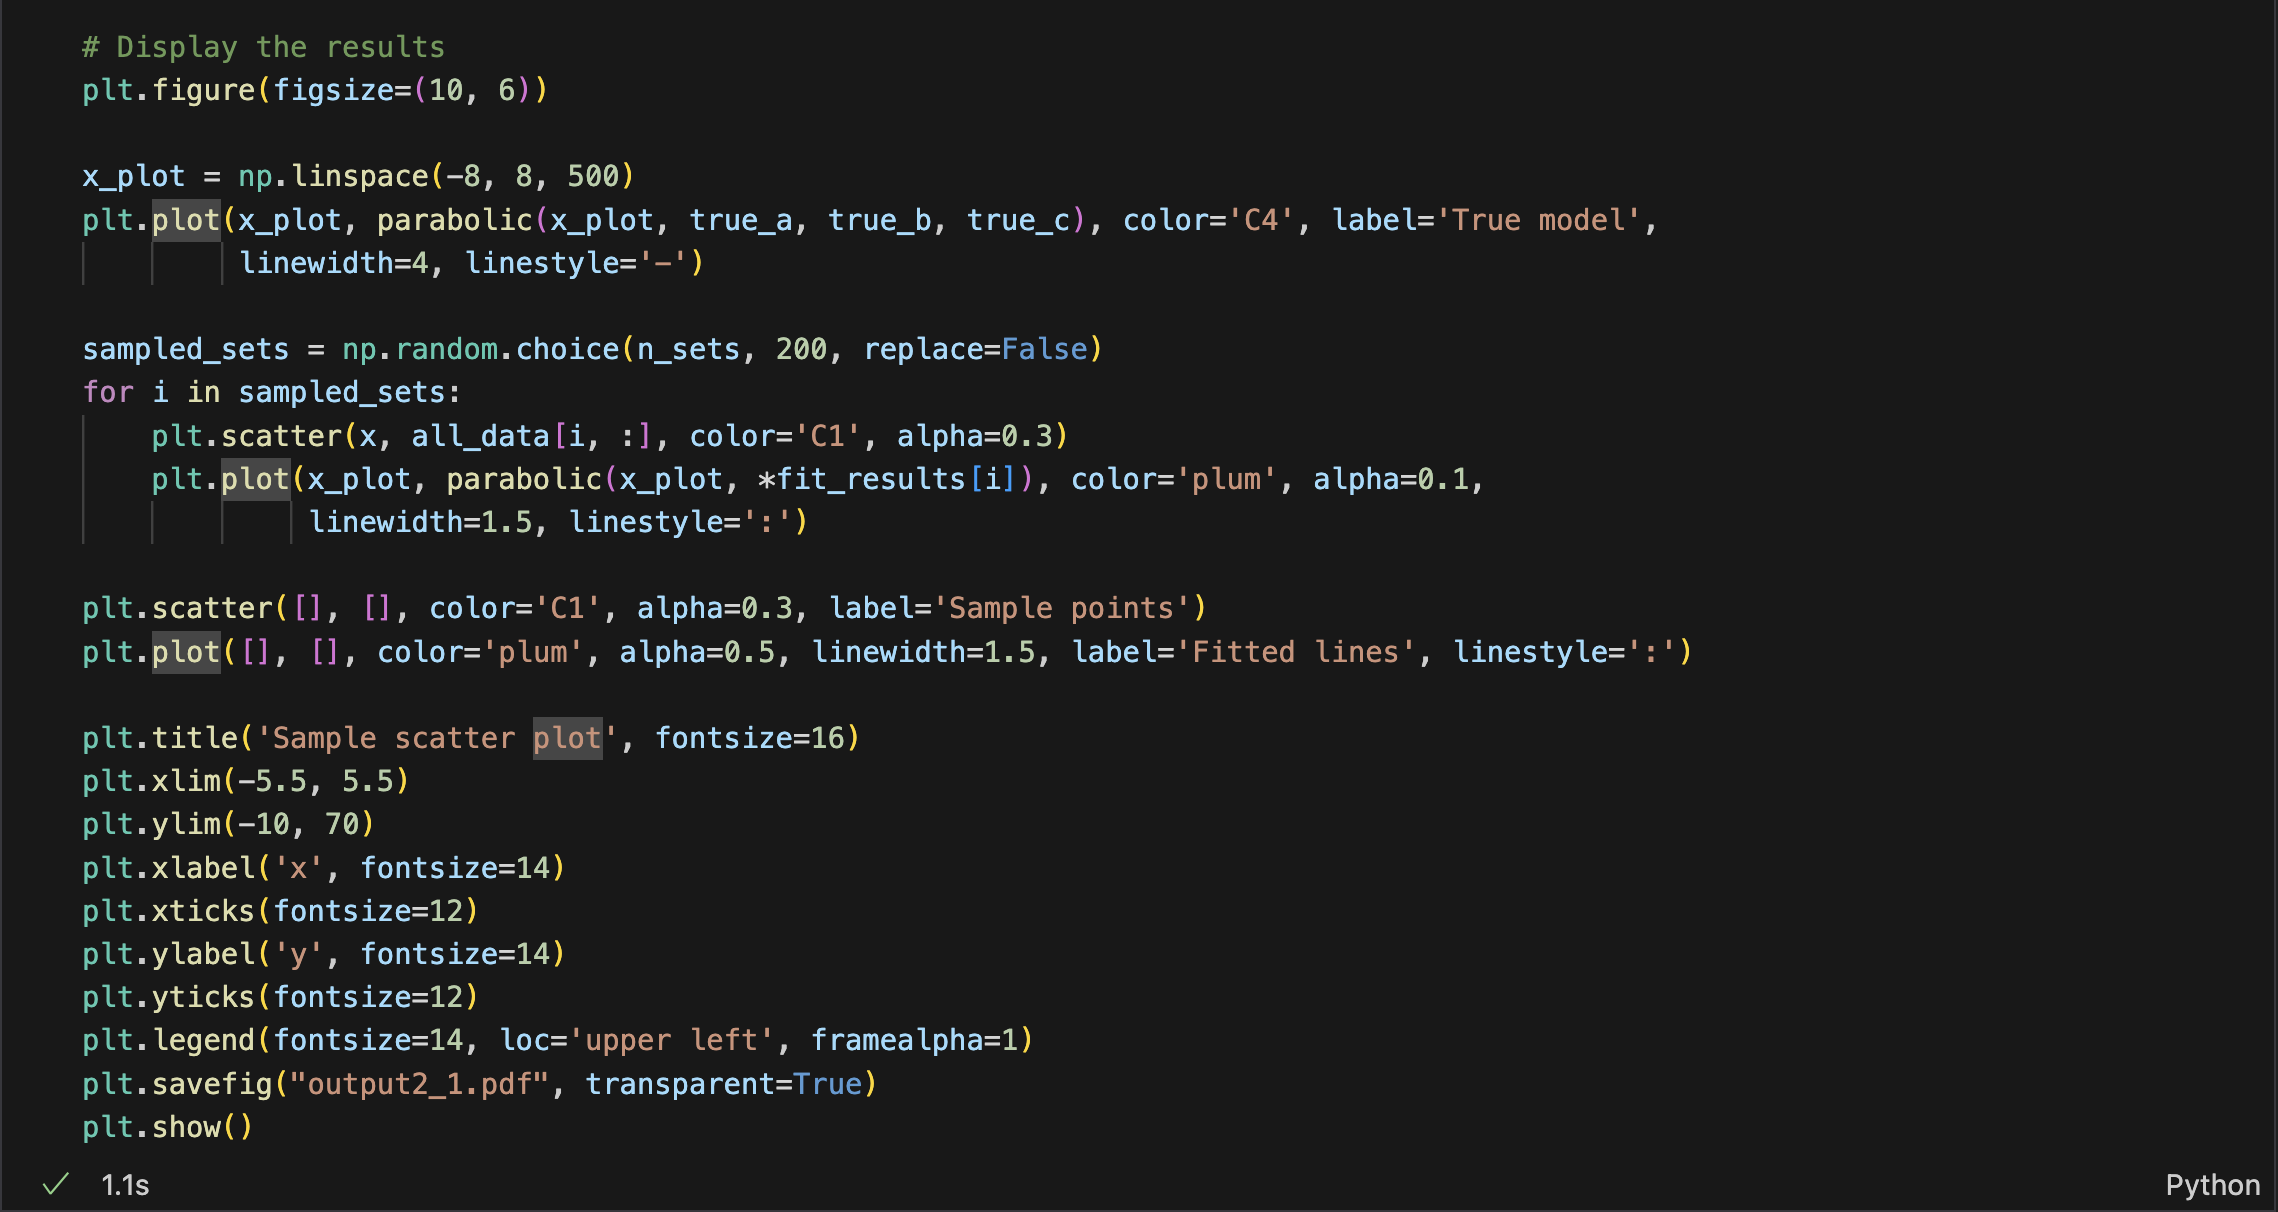 # Display the results
plt.figure(figsize=(10, 6))

x_plot = np.linspace(-8, 8, 500)
plt.plot(x_plot, parabolic(x_plot, true_a, true_b, true_c), color='C4', label='True model',
         linewidth=4, linestyle='-')

sampled_sets = np.random.choice(n_sets, 200, replace=False)
for i in sampled_sets:
    plt.scatter(x, all_data[i, :], color='C1', alpha=0.3)
    plt.plot(x_plot, parabolic(x_plot, *fit_results[i]), color='plum', alpha=0.1,
             linewidth=1.5, linestyle=':')

plt.scatter([], [], color='C1', alpha=0.3, label='Sample points')
plt.plot([], [], color='plum', alpha=0.5, linewidth=1.5, label='Fitted lines', linestyle=':')

plt.title('Sample scatter plot', fontsize=16)
plt.xlim(-5.5, 5.5)
plt.ylim(-10, 70)
plt.xlabel('x', fontsize=14)
plt.xticks(fontsize=12)
plt.ylabel('y', fontsize=14)
plt.yticks(fontsize=12)
plt.legend(fontsize=14, loc='upper left', framealpha=1)
plt.savefig("output2_1.pdf", transparent=True)
plt.show()
1.1s
Python